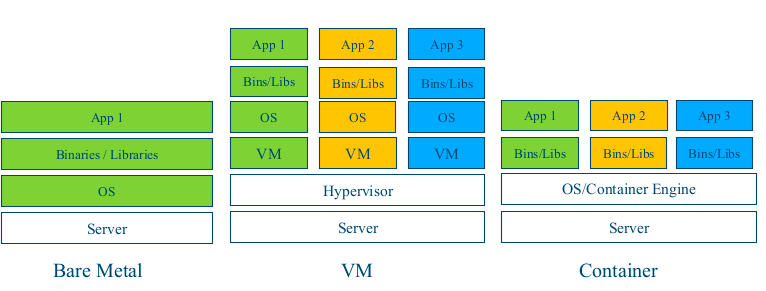 App 1
Binaries / Libraries
OS
Server
Bare Metal
App 1 App 2 App 3
Bins/Libs Bins/Libs Bins/Libs
OS OS OS
VM VM VM
Hypervisor
Server
VM
App 1 App 2 App 3
Bins/Libs Bins/Libs Bins/Libs
OS/Container Engine
Server
Container